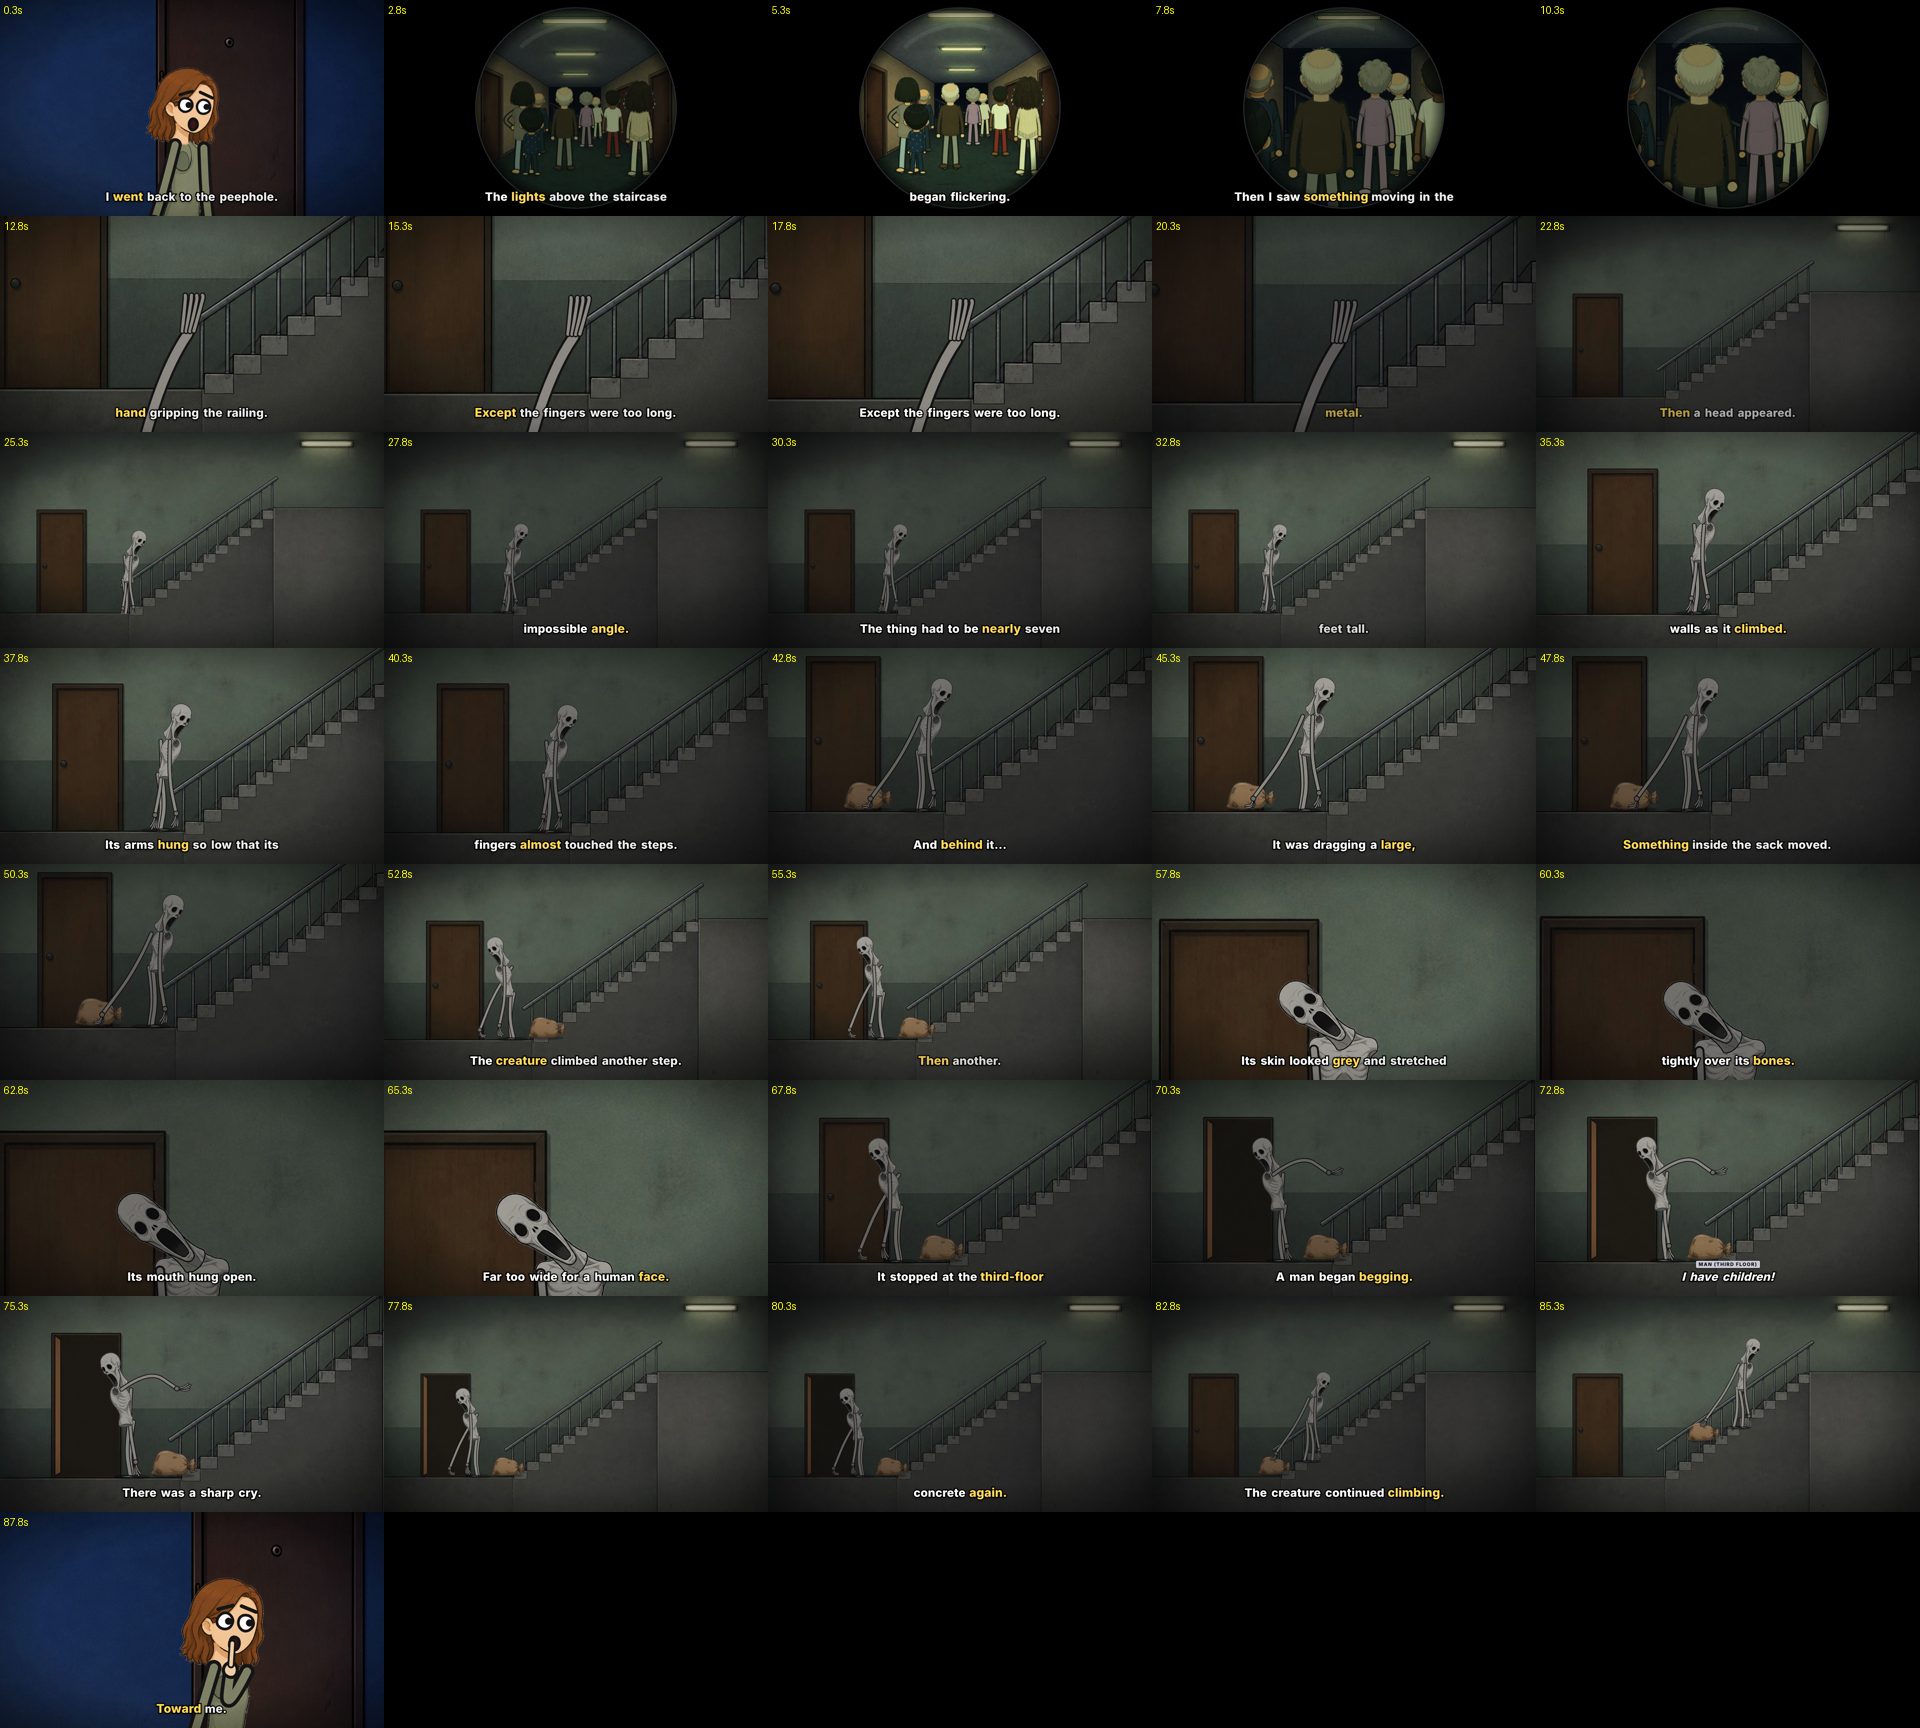 0.3s
I went back to the peephole.
2.8s
The lights above the staircase
5.3s
began flickering.
7.8s
Then I saw something moving in the
10.3s
12.8s
hand gripping the railing.
15.3s
Except the fingers were too long.
17.8s
Except the fingers were too long.
20.3s
metal.
22.8s
Then a head appeared.
25.3s
27.8s
impossible angle.
30.3s
The thing had to be nearly seven
32.8s
feet tall.
35.3s
walls as it climbed.
37.8s
Its arms hung so low that its
40.3s
fingers almost touched the steps.
42.8s
And behind it...
45.3s
It was dragging a large,
47.8s
Something inside the sack moved.
50.3s
52.8s
The creature climbed another step.
55.3s
Then another.
57.8s
Its skin looked grey and stretched
60.3s
tightly over its bones.
62.8s
Its mouth hung open.
65.3s
Far too wide for a human face.
67.8s
It stopped at the third-floor
70.3s
A man began begging.
72.8s
MAN (THIRD FLOOR)
I have children!
75.3s
There was a sharp cry.
77.8s
80.3s
concrete again.
82.8s
The creature continued climbing.
85.3s
87.8s
Toward me.